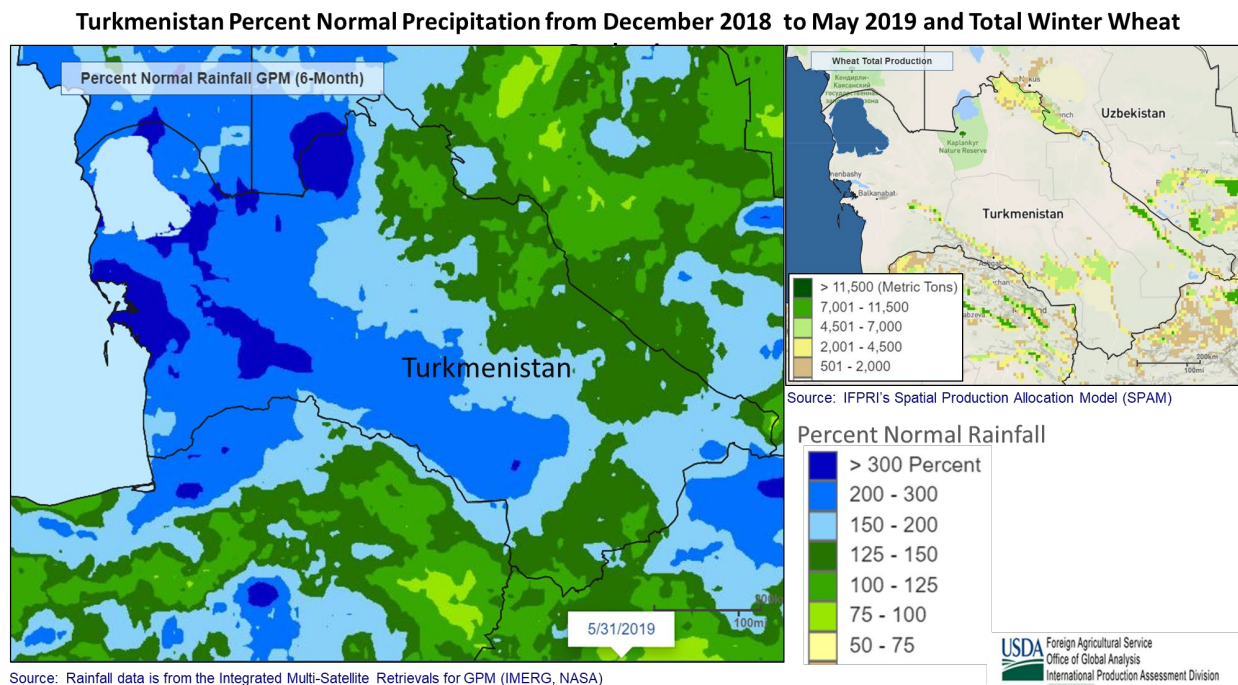 Turkmenistan Percent Normal Precipitation from December 2018 to May 2019 and Total Winter Wheat
Percent Normal Rainfall GPM (6-Month)
Turkmenistan
5/31/2019
100mi
Source: Rainfall data is from the Integrated Multi-Satellite Retrievals for GPM (IMERG, NASA)
Wheat Total Production
Кендирли-
Каясанский
Uzbekistan
Kaplankyr
Nature Reserve
Balkanabat
Turkmenistan
> 11,500 (Metric Tons)
7,001 - 11,500
4,501 - 7,000
2,001 - 4,500
501 - 2,000
200km
100mi
Source: IFPRI's Spatial Production Allocation Model (SPAM)
Percent Normal Rainfall
> 300 Percent
200 - 300
150 - 200
125 - 150
100 - 125
75 - 100
50 - 75
USDA
Foreign Agricultural Service
Office of Global Analysis
International Production Assessment Division